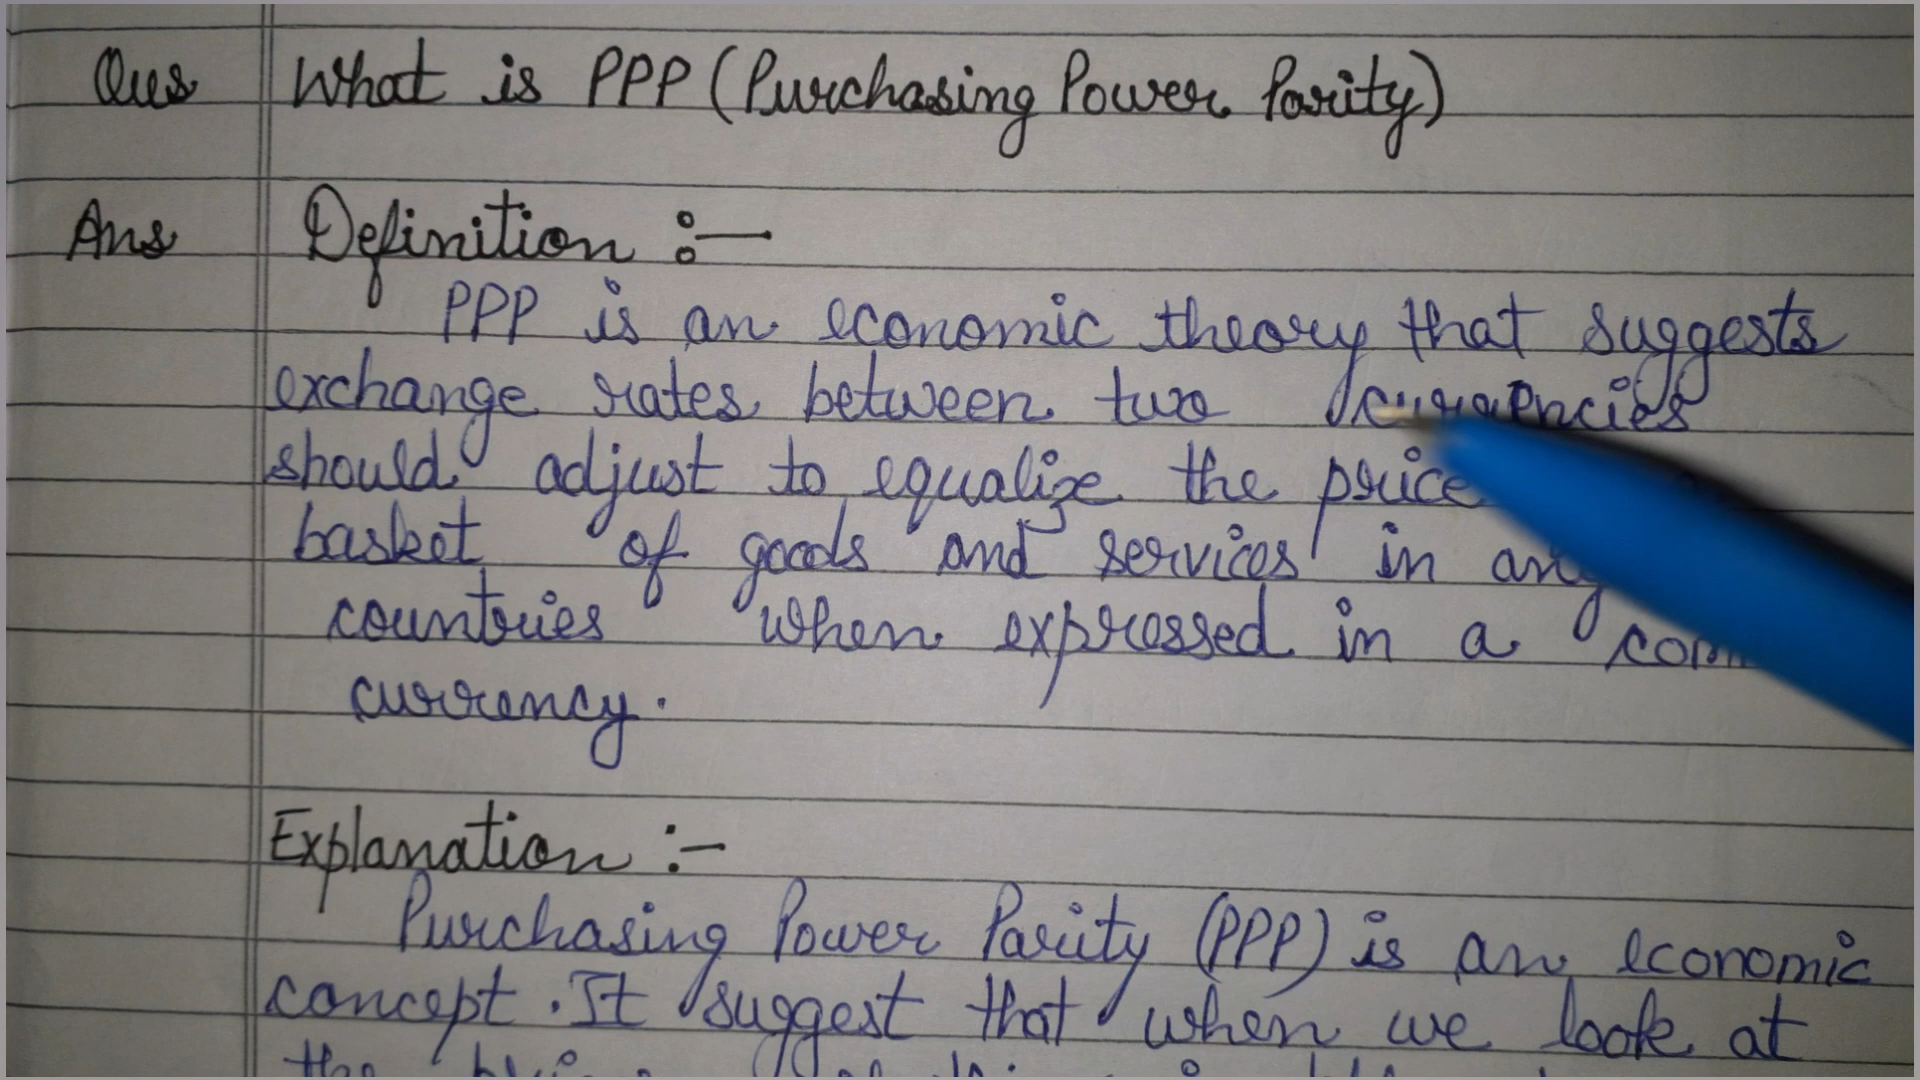 Ques What is PPP (Purchasing Power Parity)
Ans Definition :—
PPP is an economic theory that suggests
exchange rates between two currencies
should adjust to equalize the price
basket of goods and services in any
countries when expressed in a
currency.
Explanation :-
Purchasing Power Parity (PPP) is an economic
concept. It suggest that when we look at
the